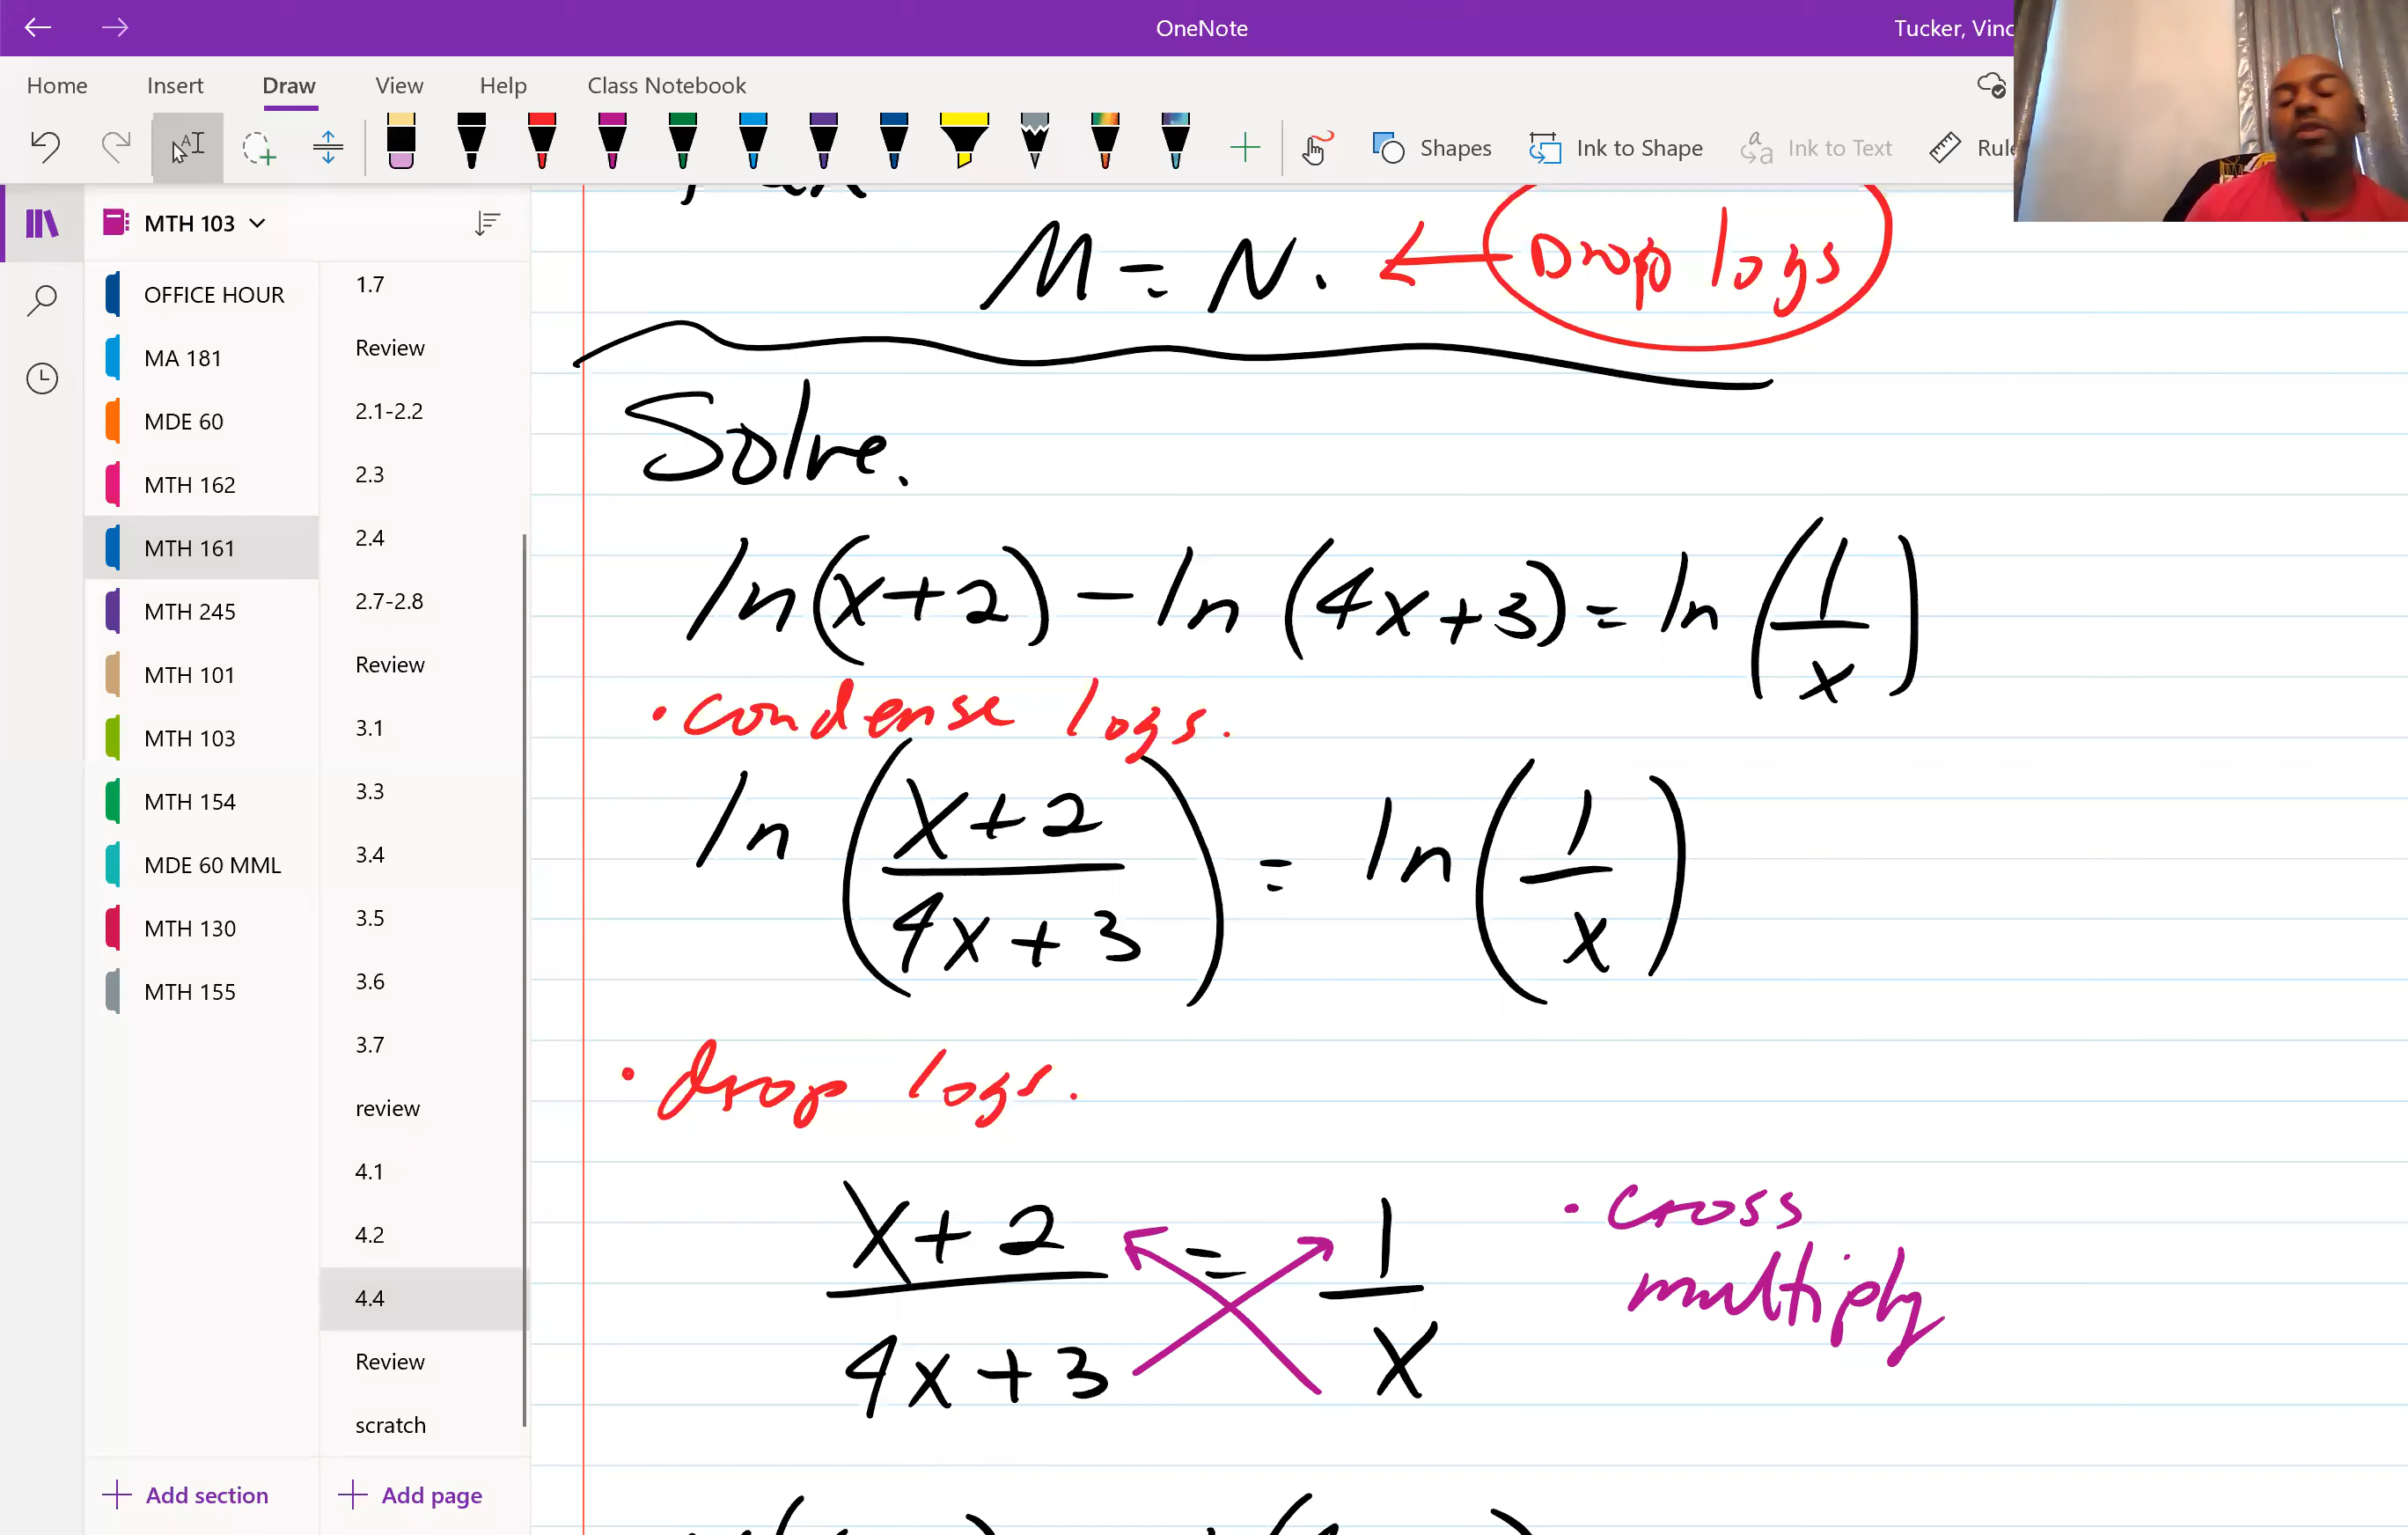 OneNote
Tucker, Vinc
Home Insert Draw View Help Class Notebook
Shapes Ink to Shape Ink to Text Rule
MTH 103
OFFICE HOUR
MA 181
MDE 60
MTH 162
MTH 161
MTH 245
MTH 101
MTH 103
MTH 154
MDE 60 MML
MTH 130
MTH 155
Add section
1.7
Review
2.1-2.2
2.3
2.4
2.7-2.8
Review
3.1
3.3
3.4
3.5
3.6
3.7
review
4.1
4.2
4.4
Review
scratch
Add page
M = N. ← Drop logs
Solve.
ln(x+2) - ln(4x+3) = ln(1/x)
• condense logs.
ln((x+2)/(4x+3)) = ln(1/x)
• drop logs.
(x+2)/(4x+3) = 1/x
• cross
multiply